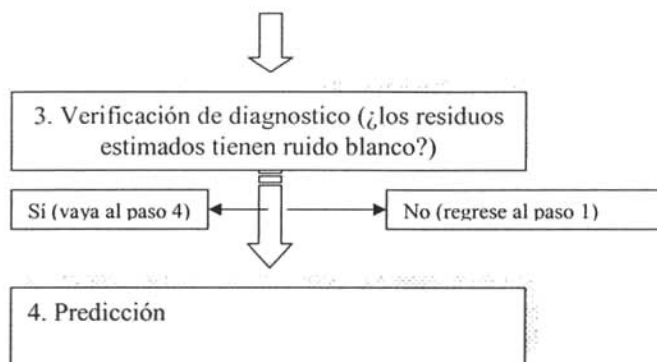 3. Verificación de diagnostico (¿los residuos
estimados tienen ruido blanco?)
Sí (vaya al paso 4)
No (regrese al paso 1)
4. Predicción